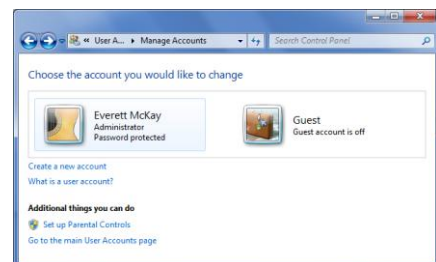 « User A... ▸ Manage Accounts
Search Control Panel
Choose the account you would like to change
Everett McKay
Administrator
Password protected
Guest
Guest account is off
Create a new account
What is a user account?
Additional things you can do
Set up Parental Controls
Go to the main User Accounts page